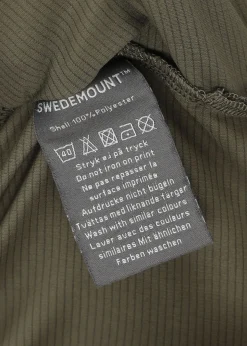 SWEDEMOUNT™
Shell 100% Polyester
40
Stryk ej på tryck
Do not iron on print
Ne pas repasser la
surface imprimée
Aufdrucke nicht bügeln
Tvättas med liknande färger
Wash with similar colours
Laver avec des couleurs
similaires Mit ähnlichen
Farben waschen